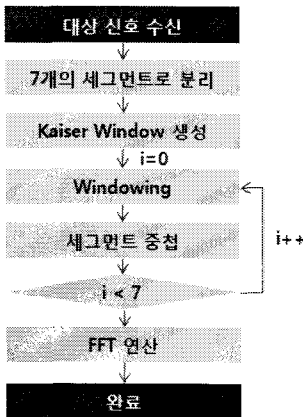 대상 신호 수신
7개의 세그먼트로 분리
Kaiser Window 생성
i=0
Windowing
세그먼트 중첩
i++
i < 7
FFT 연산
완료